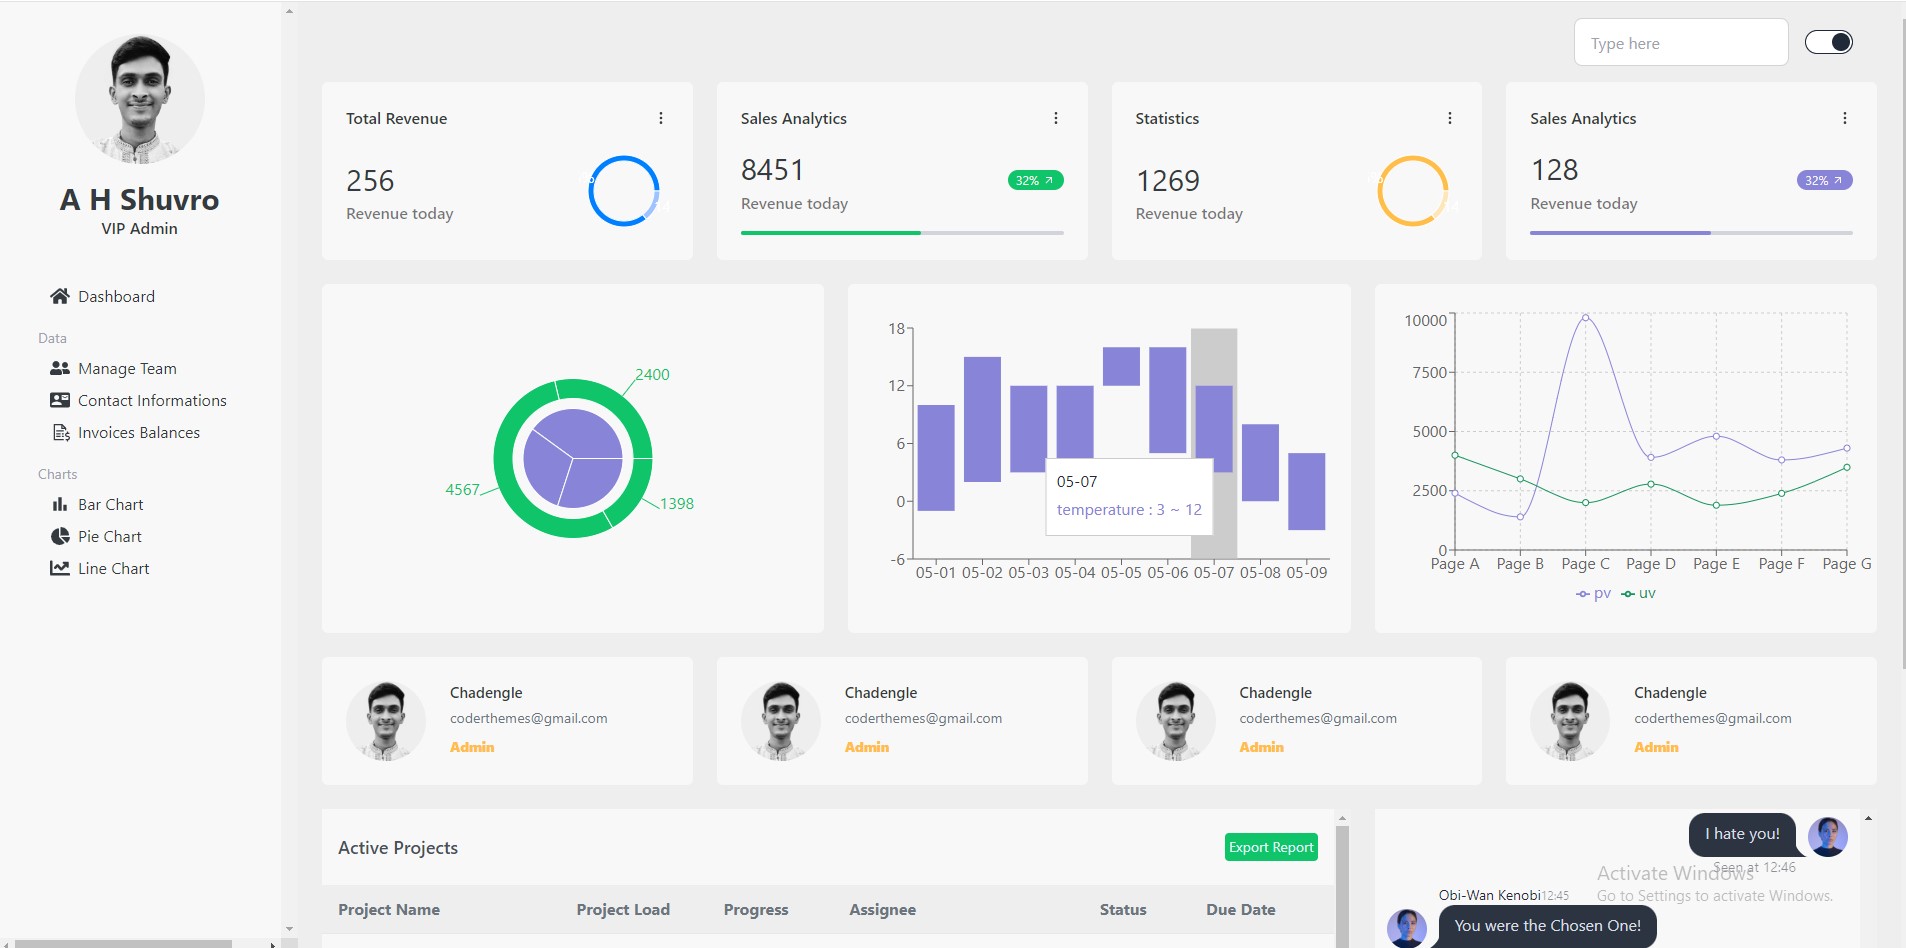 Type here
A H Shuvro
VIP Admin
Dashboard
Data
Manage Team
Contact Informations
Invoices Balances
Charts
Bar Chart
Pie Chart
Line Chart
Total Revenue
256
Revenue today
Sales Analytics
8451
32%
Revenue today
Statistics
1269
Revenue today
Sales Analytics
128
32%
Revenue today
2400
4567
1398
18
12
6
0
-6
05-07
temperature : 3 ~ 12
05-01 05-02 05-03 05-04 05-05 05-06 05-07 05-08 05-09
10000
7500
5000
2500
0
Page A Page B Page C Page D Page E Page F Page G
pv uv
Chadengle
coderthemes@gmail.com
Admin
Chadengle
coderthemes@gmail.com
Admin
Chadengle
coderthemes@gmail.com
Admin
Chadengle
coderthemes@gmail.com
Admin
Active Projects
Export Report
Project Name Project Load Progress Assignee Status Due Date
I hate you!
Seen at 12:46
Activate Windows
Go to Settings to activate Windows.
Obi-Wan Kenobi12:45
You were the Chosen One!